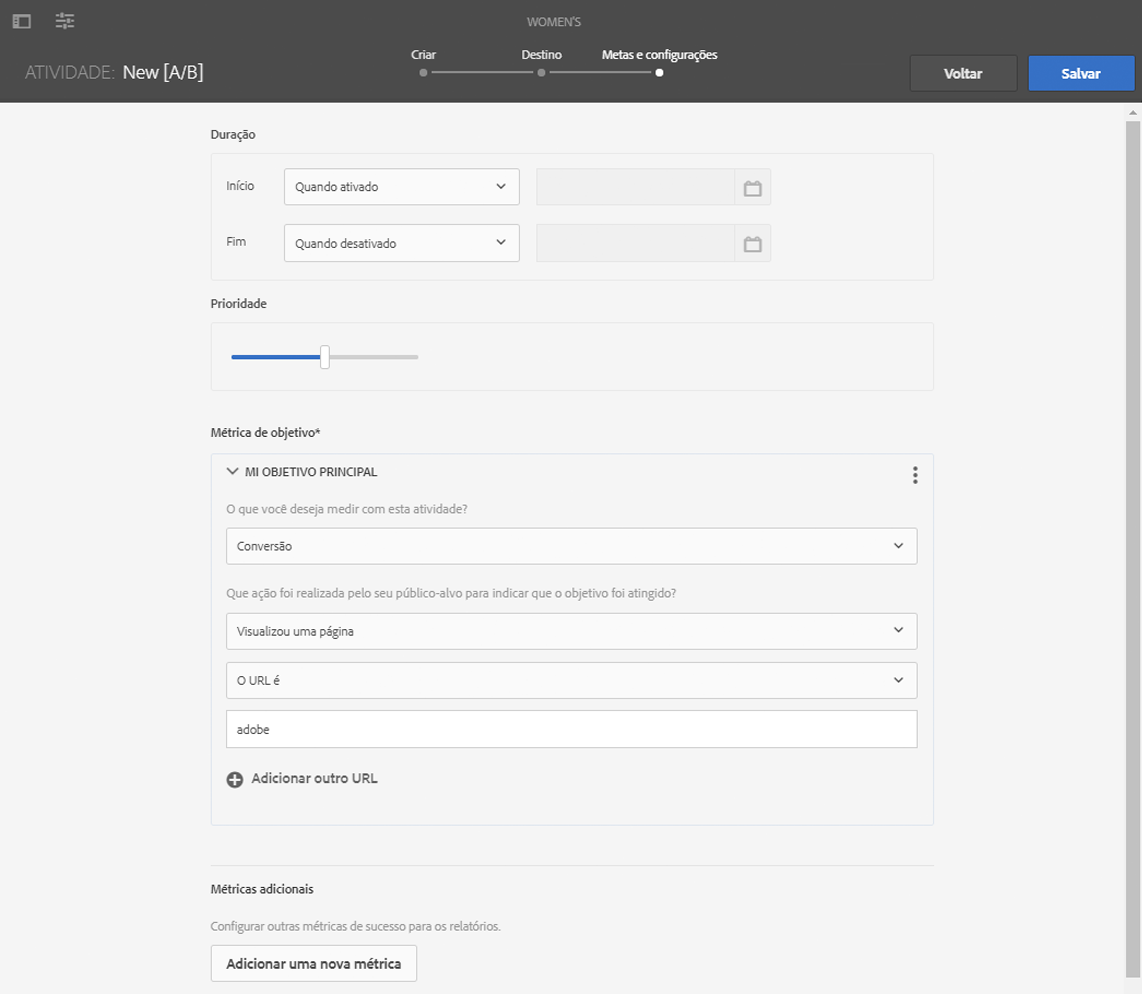 WOMEN'S
ATIVIDADE: New [A/B]
Criar
Destino
Metas e configurações
Voltar
Salvar
Duração
Início
Quando ativado
Fim
Quando desativado
Prioridade
Métrica de objetivo*
MI OBJETIVO PRINCIPAL
O que você deseja medir com esta atividade?
Conversão
Que ação foi realizada pelo seu público-alvo para indicar que o objetivo foi atingido?
Visualizou uma página
O URL é
adobe
Adicionar outro URL
Métricas adicionais
Configurar outras métricas de sucesso para os relatórios.
Adicionar uma nova métrica